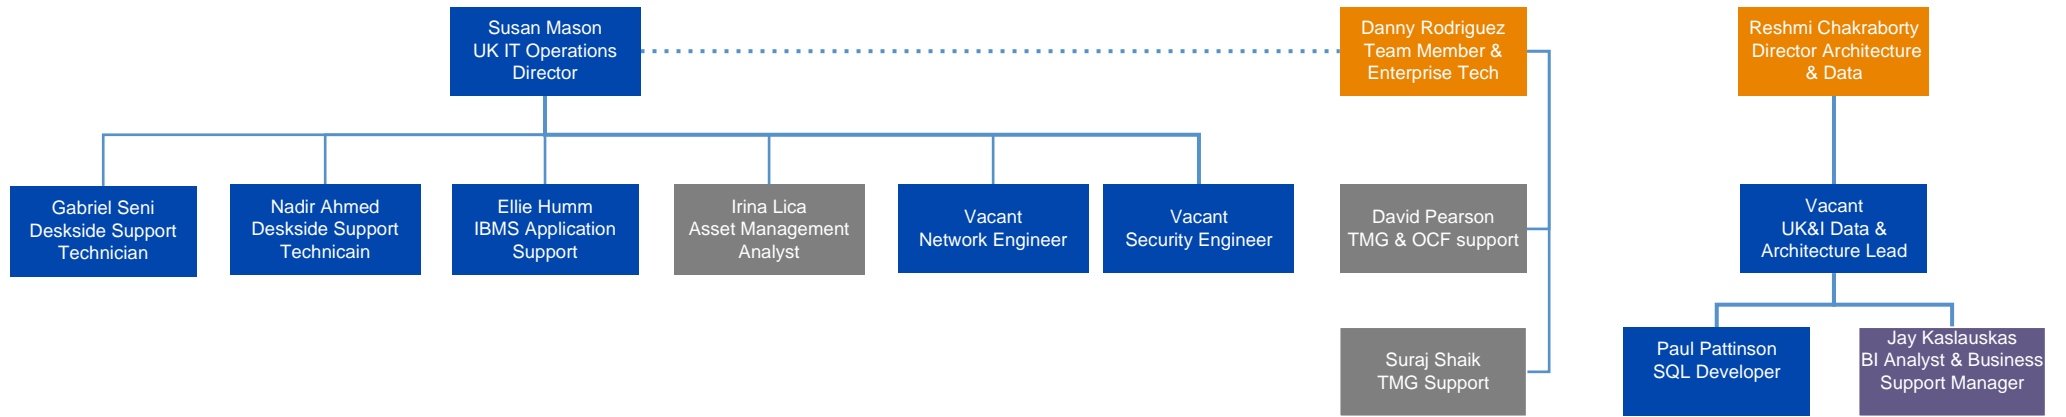 Susan Mason
UK IT Operations
Director
Danny Rodriguez
Team Member &
Enterprise Tech
Reshmi Chakraborty
Director Architecture
& Data
Gabriel Seni
Deskside Support
Technician
Nadir Ahmed
Deskside Support
Technicain
Ellie Humm
IBMS Application
Support
Irina Lica
Asset Management
Analyst
Vacant
Network Engineer
Vacant
Security Engineer
David Pearson
TMG & OCF support
Vacant
UK&I Data &
Architecture Lead
Suraj Shaik
TMG Support
Paul Pattinson
SQL Developer
Jay Kaslauskas
BI Analyst & Business
Support Manager